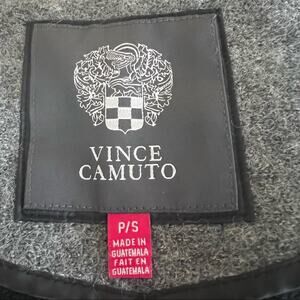 VINCE
CAMUTO
P/S
MADE IN
GUATEMALA
FAIT EN
GUATEMALA